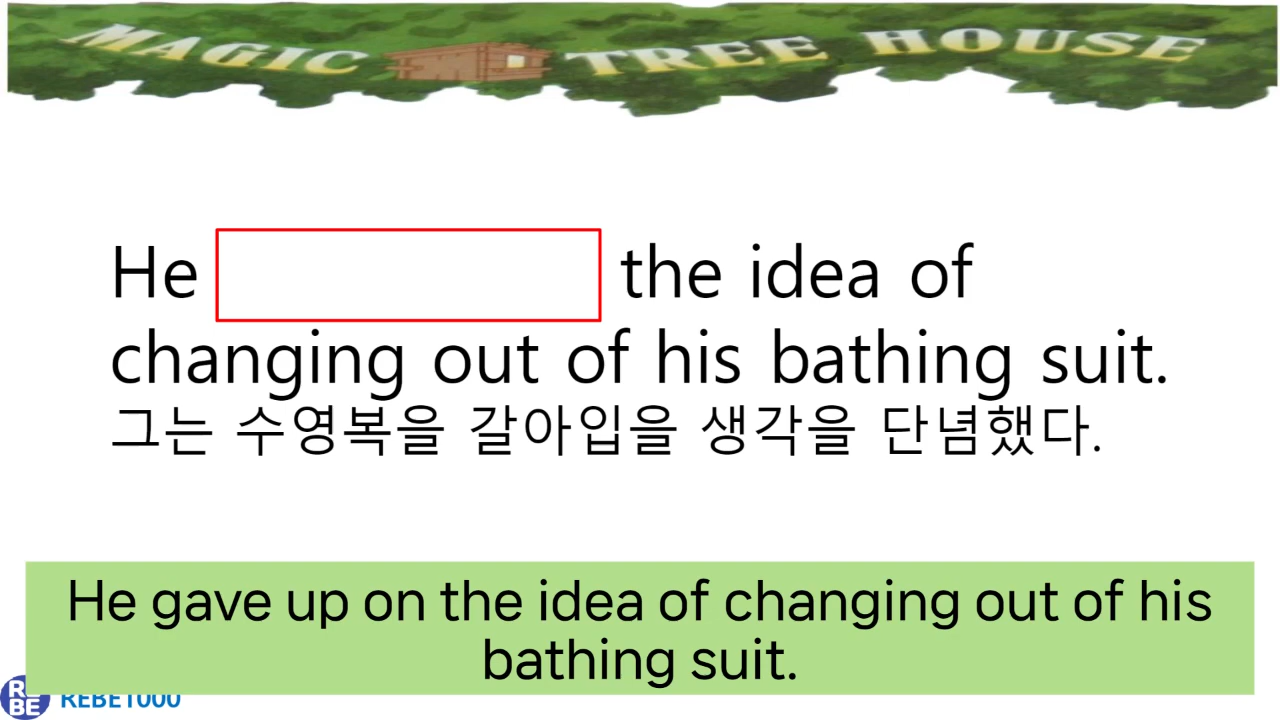 MAGIC TREE HOUSE
He the idea of
changing out of his bathing suit.
그는 수영복을 갈아입을 생각을 단념했다.
He gave up on the idea of changing out of his
bathing suit.
RE
BE REBE1000